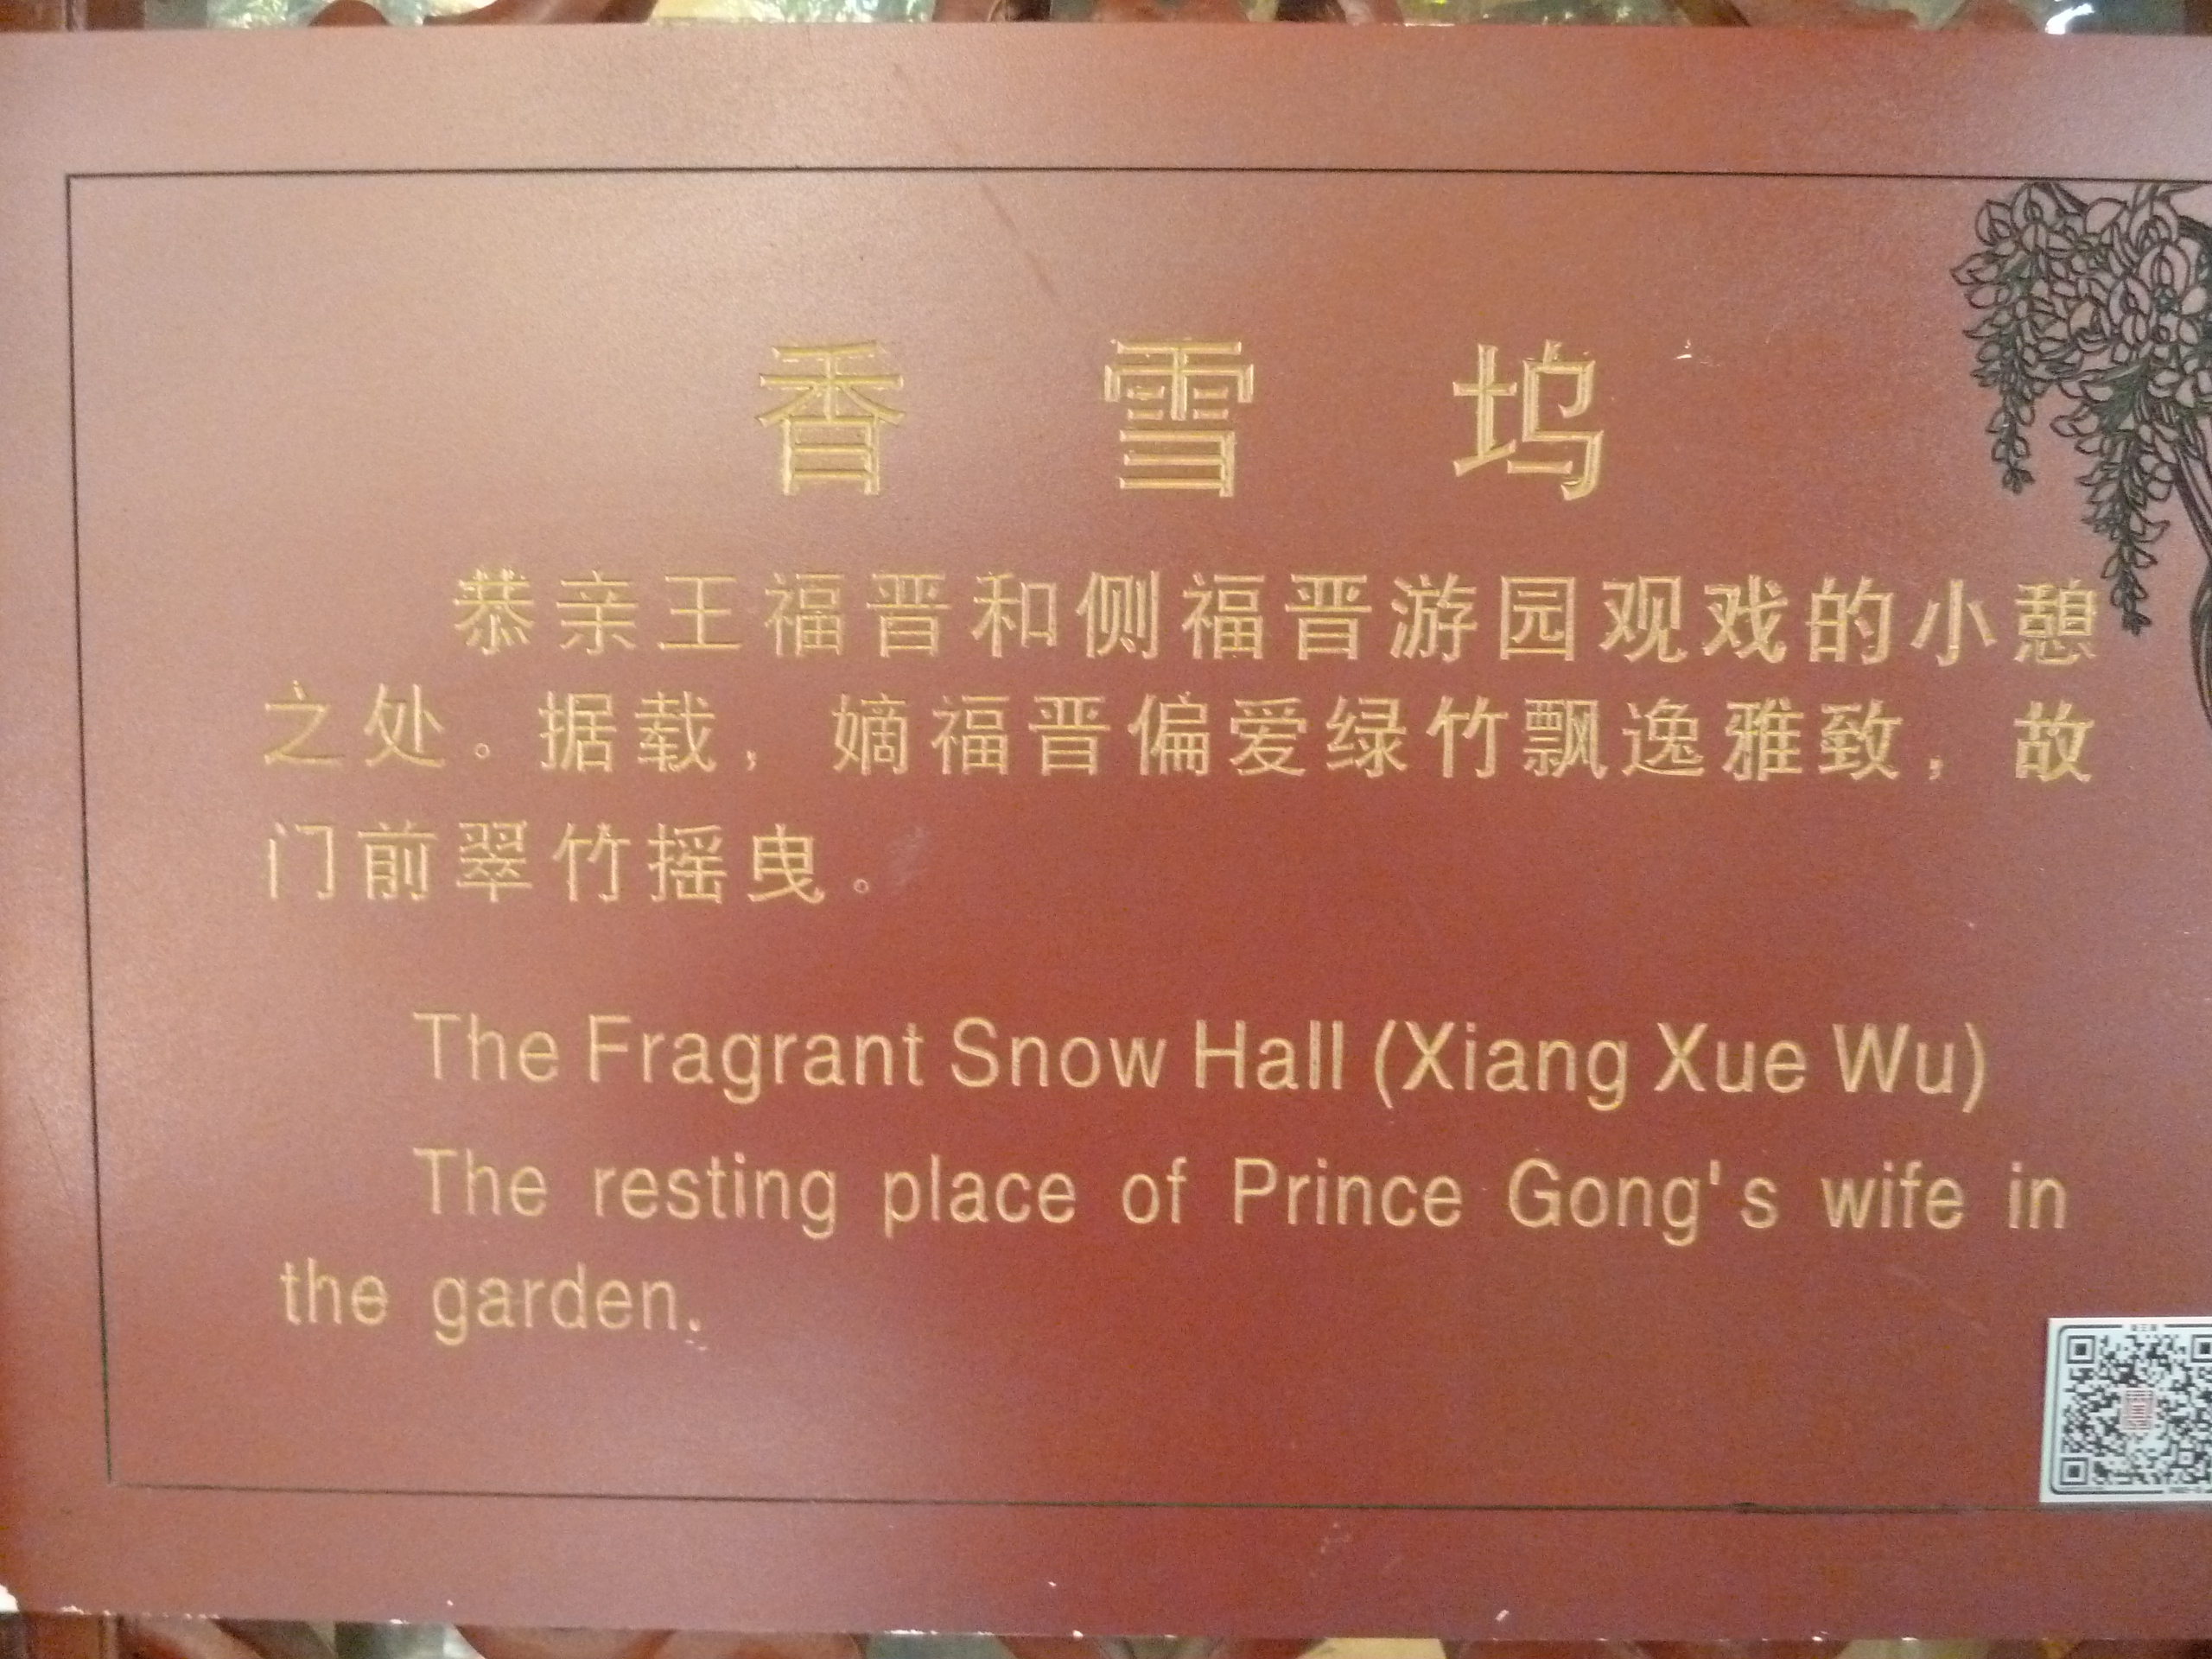 香雪坞
恭亲王福晋和侧福晋游园观戏的小憩
之处。据载，嫡福晋偏爱绿竹飘逸雅致，故
门前翠竹摇曳。
The Fragrant Snow Hall (Xiang Xue Wu)
The resting place of Prince Gong's wife in
the garden.